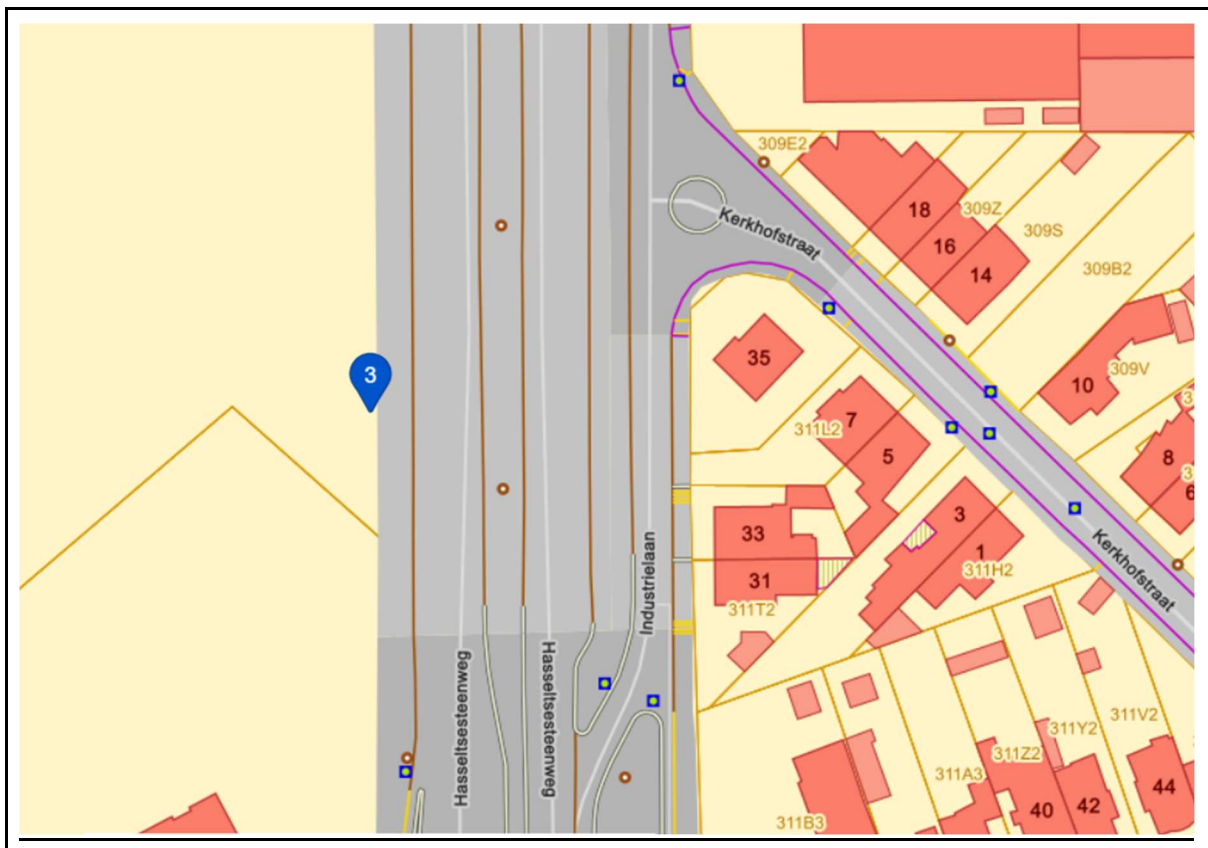 309E2
18
309Z
Kerkhofstraat
16
309S
14
309B2
35
3
10
309V
7
311L2
5
8
3
33
1
311H2
31
311T2
Industrielaan
Kerkhofstraat
Hasseltsesteenweg
Hasseltsesteenweg
311V2
311Y2
311Z2
311A3
44
42
40
311B3